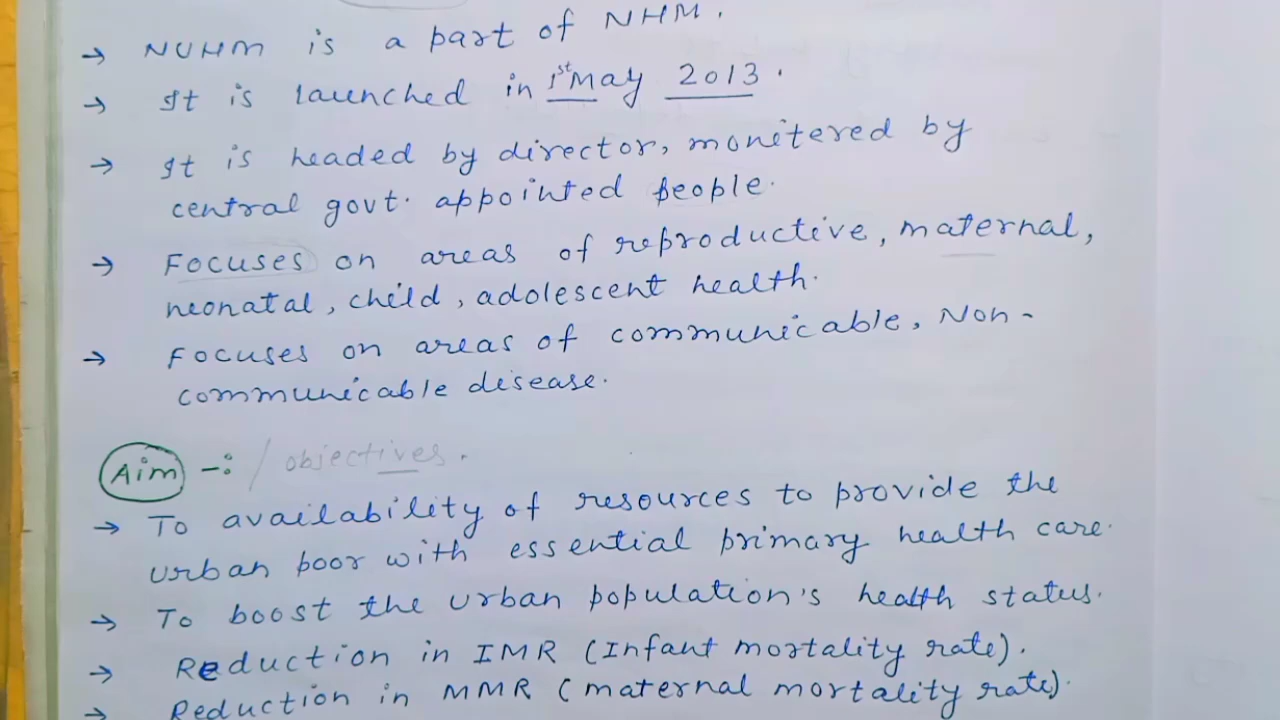 → NUHM is a part of NHM.
→ It is launched in 1st May 2013.
→ It is headed by director, monitered by
central govt. appointed people.
→ Focuses on areas of reproductive, maternal,
neonatal, child, adolescent health.
→ Focuses on areas of communicable, Non-
communicable disease.
Aim -: / objectives.
→ To availability of resources to provide the
urban poor with essential primary health care.
→ To boost the urban population's health status.
→ Reduction in IMR (Infant mortality rate).
→ Reduction in MMR (maternal mortality rate).